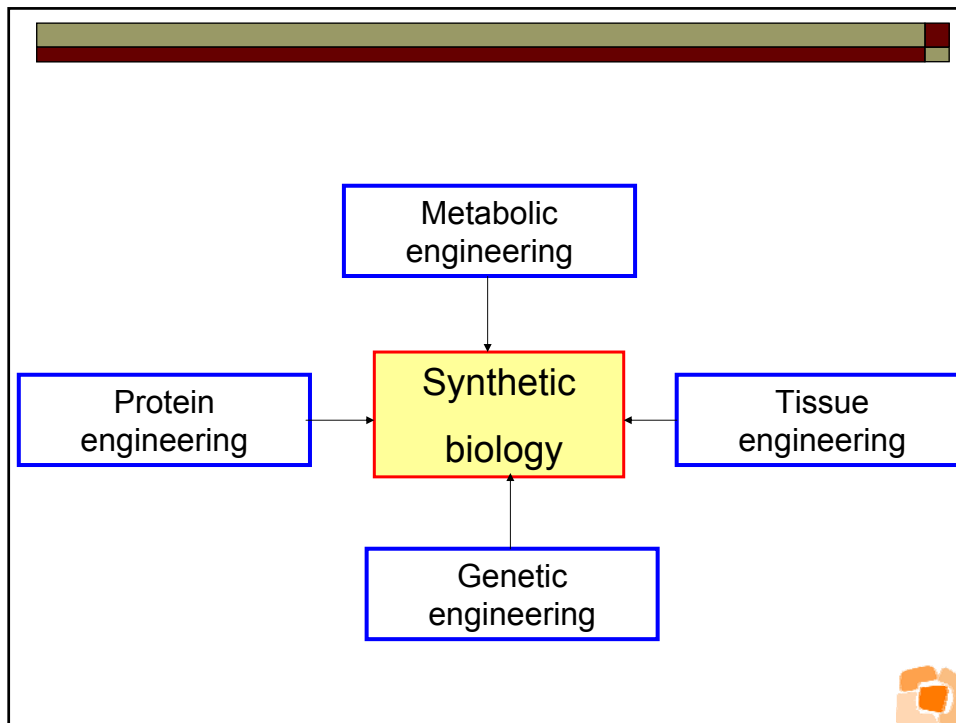 Metabolic
engineering
Protein
engineering
Synthetic
biology
Tissue
engineering
Genetic
engineering